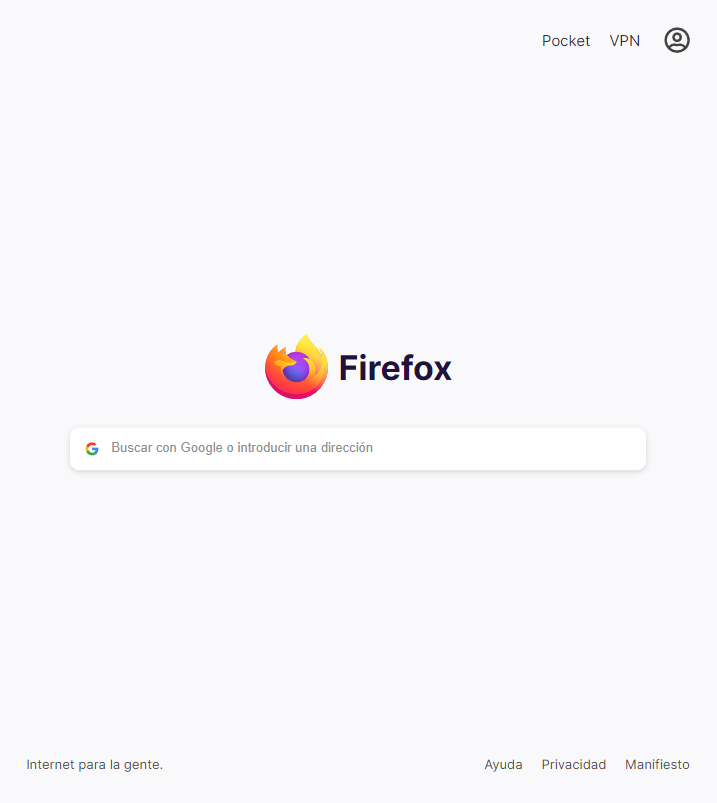 Pocket VPN
Firefox
Buscar con Google o introducir una dirección
Internet para la gente. Ayuda Privacidad Manifiesto